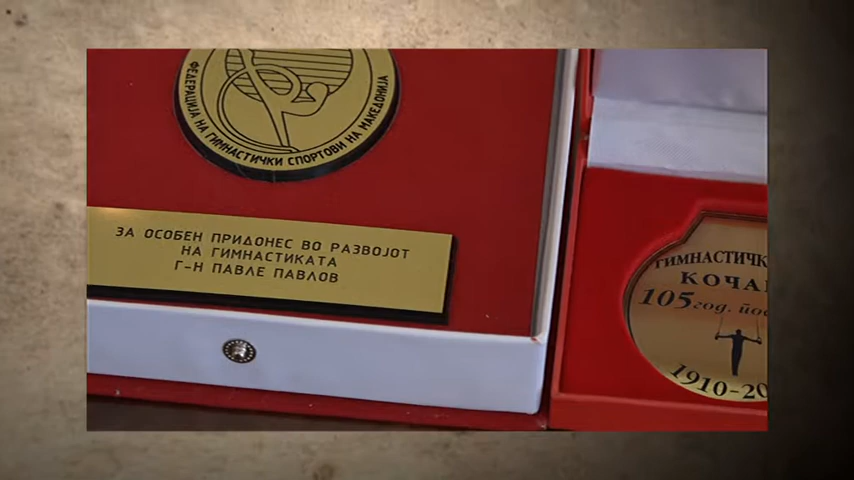 ФЕДЕРАЦИЈА НА ГИМНАСТИЧКИ СПОРТОВИ НА МАКЕДОНИЈА
ЗА ОСОБЕН ПРИДОНЕС ВО РАЗВОЈОТ
НА ГИМНАСТИКАТА
Г-Н ПАВЛЕ ПАВЛОВ
ГИМНАСТИЧК
КОЧА
105 год.
1910-2